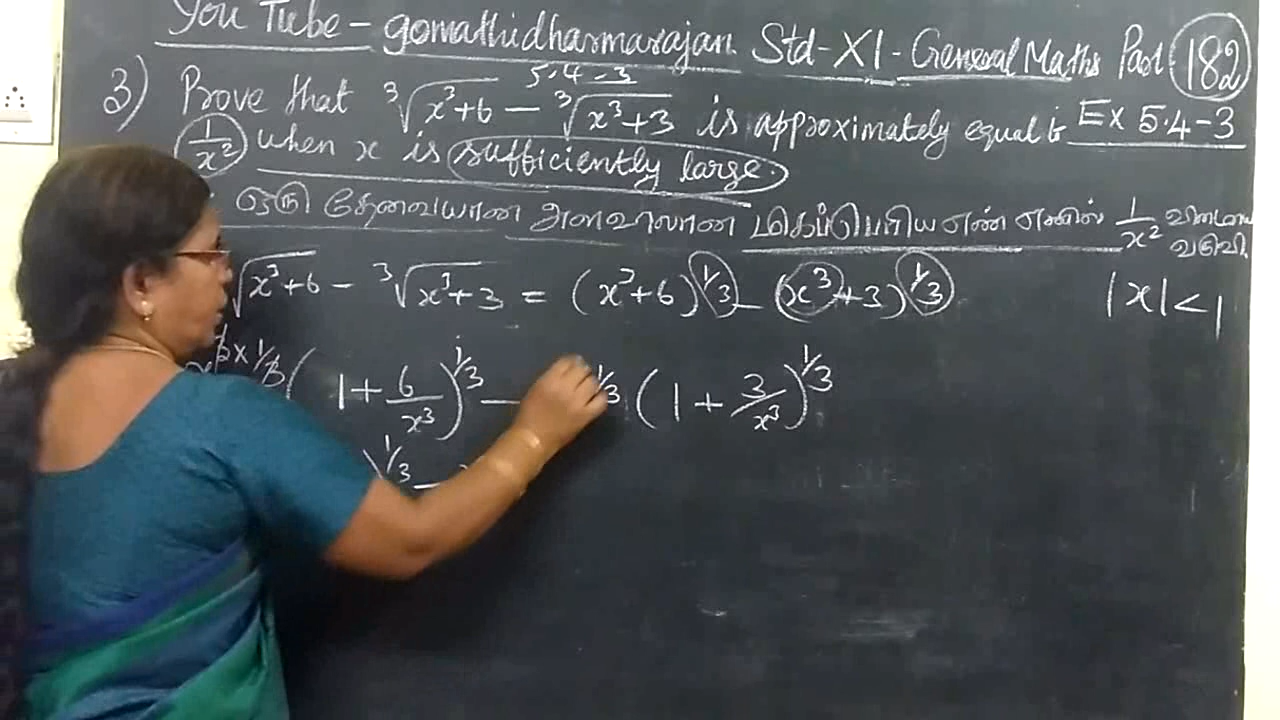 You Tube - gomathidharmarajan. Std-XI-General Maths Part 182
5.4-3
3) Prove that ∛(x³+6) − ∛(x³+3) is approximately equal to Ex 5.4-3
1/x² when x is sufficiently large.
ஒரு தேவையான அளவிலான மிகப்பெரிய எண் எனில் 1/x²
√(x³+6) − ∛(x³+3) = (x³+6)^1/3 − (x³+3)^1/3 |x| < 1
3 × 1/3 (1 + 6/x³)^1/3 − 1/3 (1 + 3/x³)^1/3
)^1/3 −